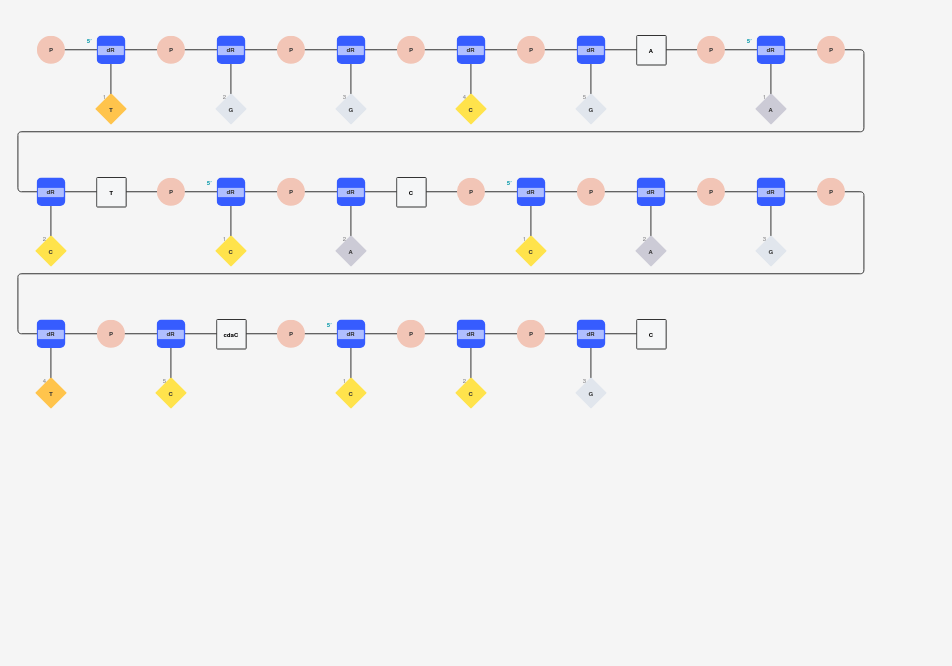 P 5' dR P dR P dR P dR P dR A P 5' dR P
1 T 2 G 3 G 4 C 5 G 1 A
dR T P 5' dR P dR C P 5' dR P dR P dR P
2 C 1 C 2 A 1 C 2 A 3 G
dR P dR cdaC P 5' dR P dR P dR C
4 T 5 C 1 C 2 C 3 G